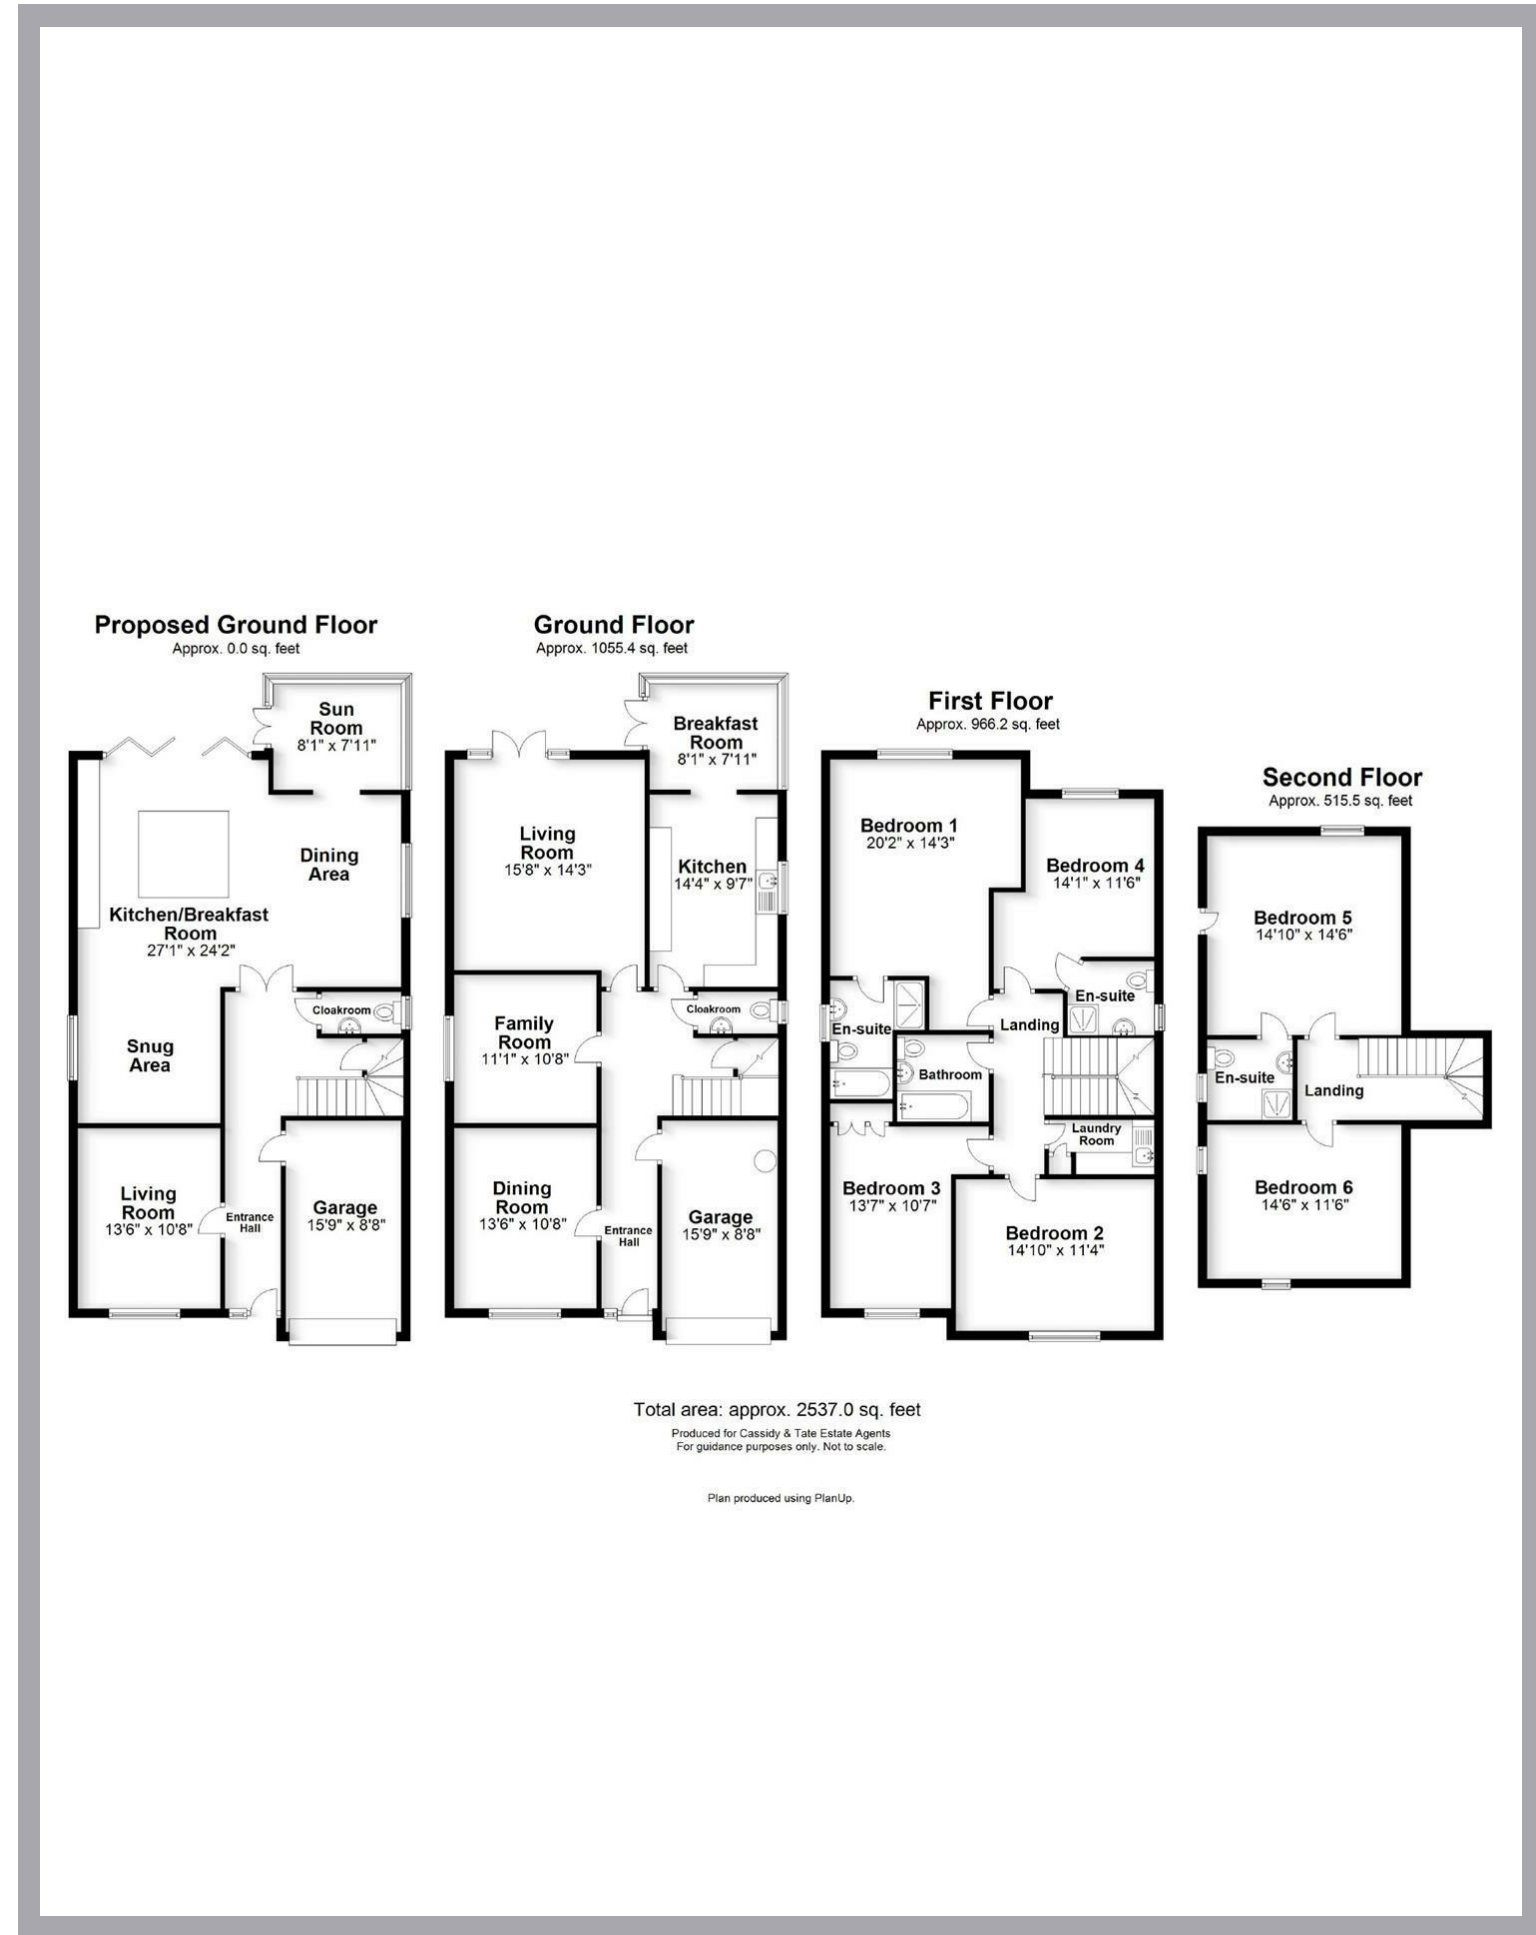 Proposed Ground Floor
Approx. 0.0 sq. feet
Sun
Room
8'1" x 7'11"
Dining
Area
Kitchen/Breakfast
Room
27'1" x 24'2"
Cloakroom
Snug
Area
Living
Room
13'6" x 10'8"
Entrance
Hall
Garage
15'9" x 8'8"
Ground Floor
Approx. 1055.4 sq. feet
Breakfast
Room
8'1" x 7'11"
Living
Room
15'8" x 14'3"
Kitchen
14'4" x 9'7"
Cloakroom
Family
Room
11'1" x 10'8"
Dining
Room
13'6" x 10'8"
Entrance
Hall
Garage
15'9" x 8'8"
First Floor
Approx. 966.2 sq. feet
Bedroom 1
20'2" x 14'3"
Bedroom 4
14'1" x 11'6"
En-suite
En-suite
Landing
Bathroom
Laundry
Room
Bedroom 3
13'7" x 10'7"
Bedroom 2
14'10" x 11'4"
Second Floor
Approx. 515.5 sq. feet
Bedroom 5
14'10" x 14'6"
En-suite
Landing
Bedroom 6
14'6" x 11'6"
Total area: approx. 2537.0 sq. feet
Produced for Cassidy & Tate Estate Agents
For guidance purposes only. Not to scale.
Plan produced using PlanUp.